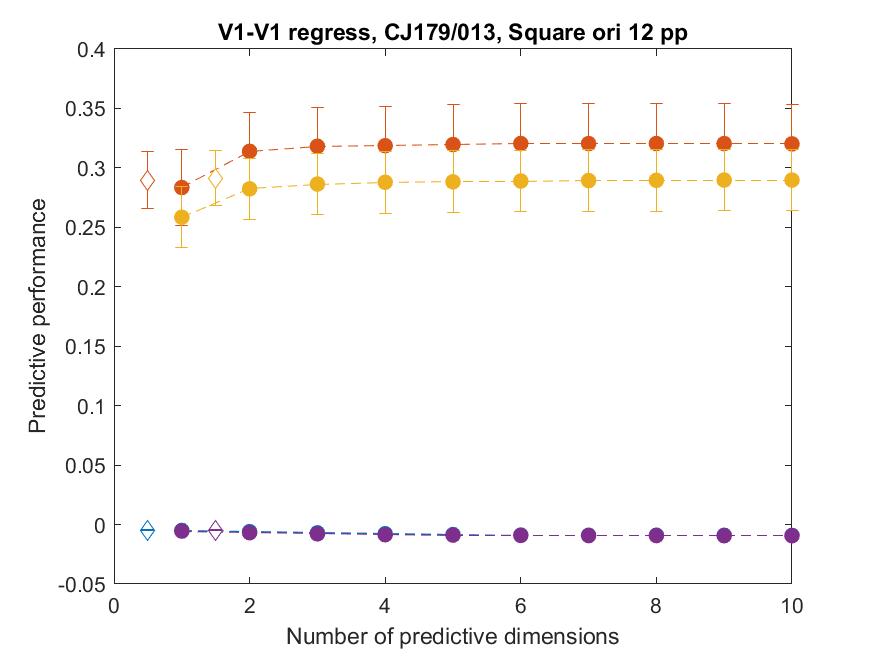 V1-V1 regress, CJ179/013, Square ori 12 pp
0.4
0.35
0.3
0.25
0.2
0.15
0.1
0.05
0
-0.05
0 2 4 6 8 10
Predictive performance
Number of predictive dimensions